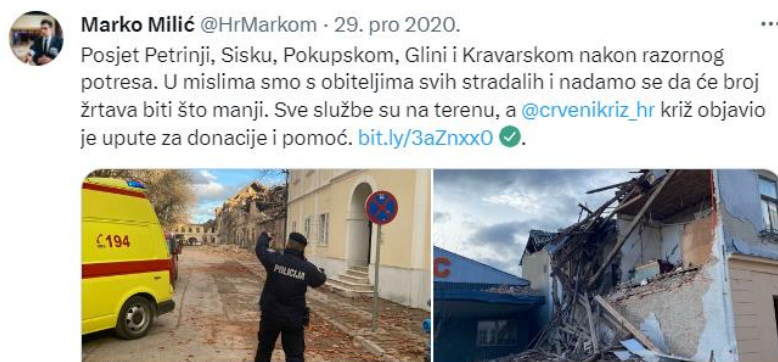 Marko Milić @HrMarkom · 29. pro 2020.
Posjet Petrinji, Sisku, Pokupskom, Glini i Kravarskom nakon razornog
potresa. U mislima smo s obiteljima svih stradalih i nadamo se da će broj
žrtava biti što manji. Sve službe su na terenu, a @crvenikriz_hr križ objavio
je upute za donacije i pomoć. bit.ly/3aZnxx0 ✅.
194
POLICIJA
C